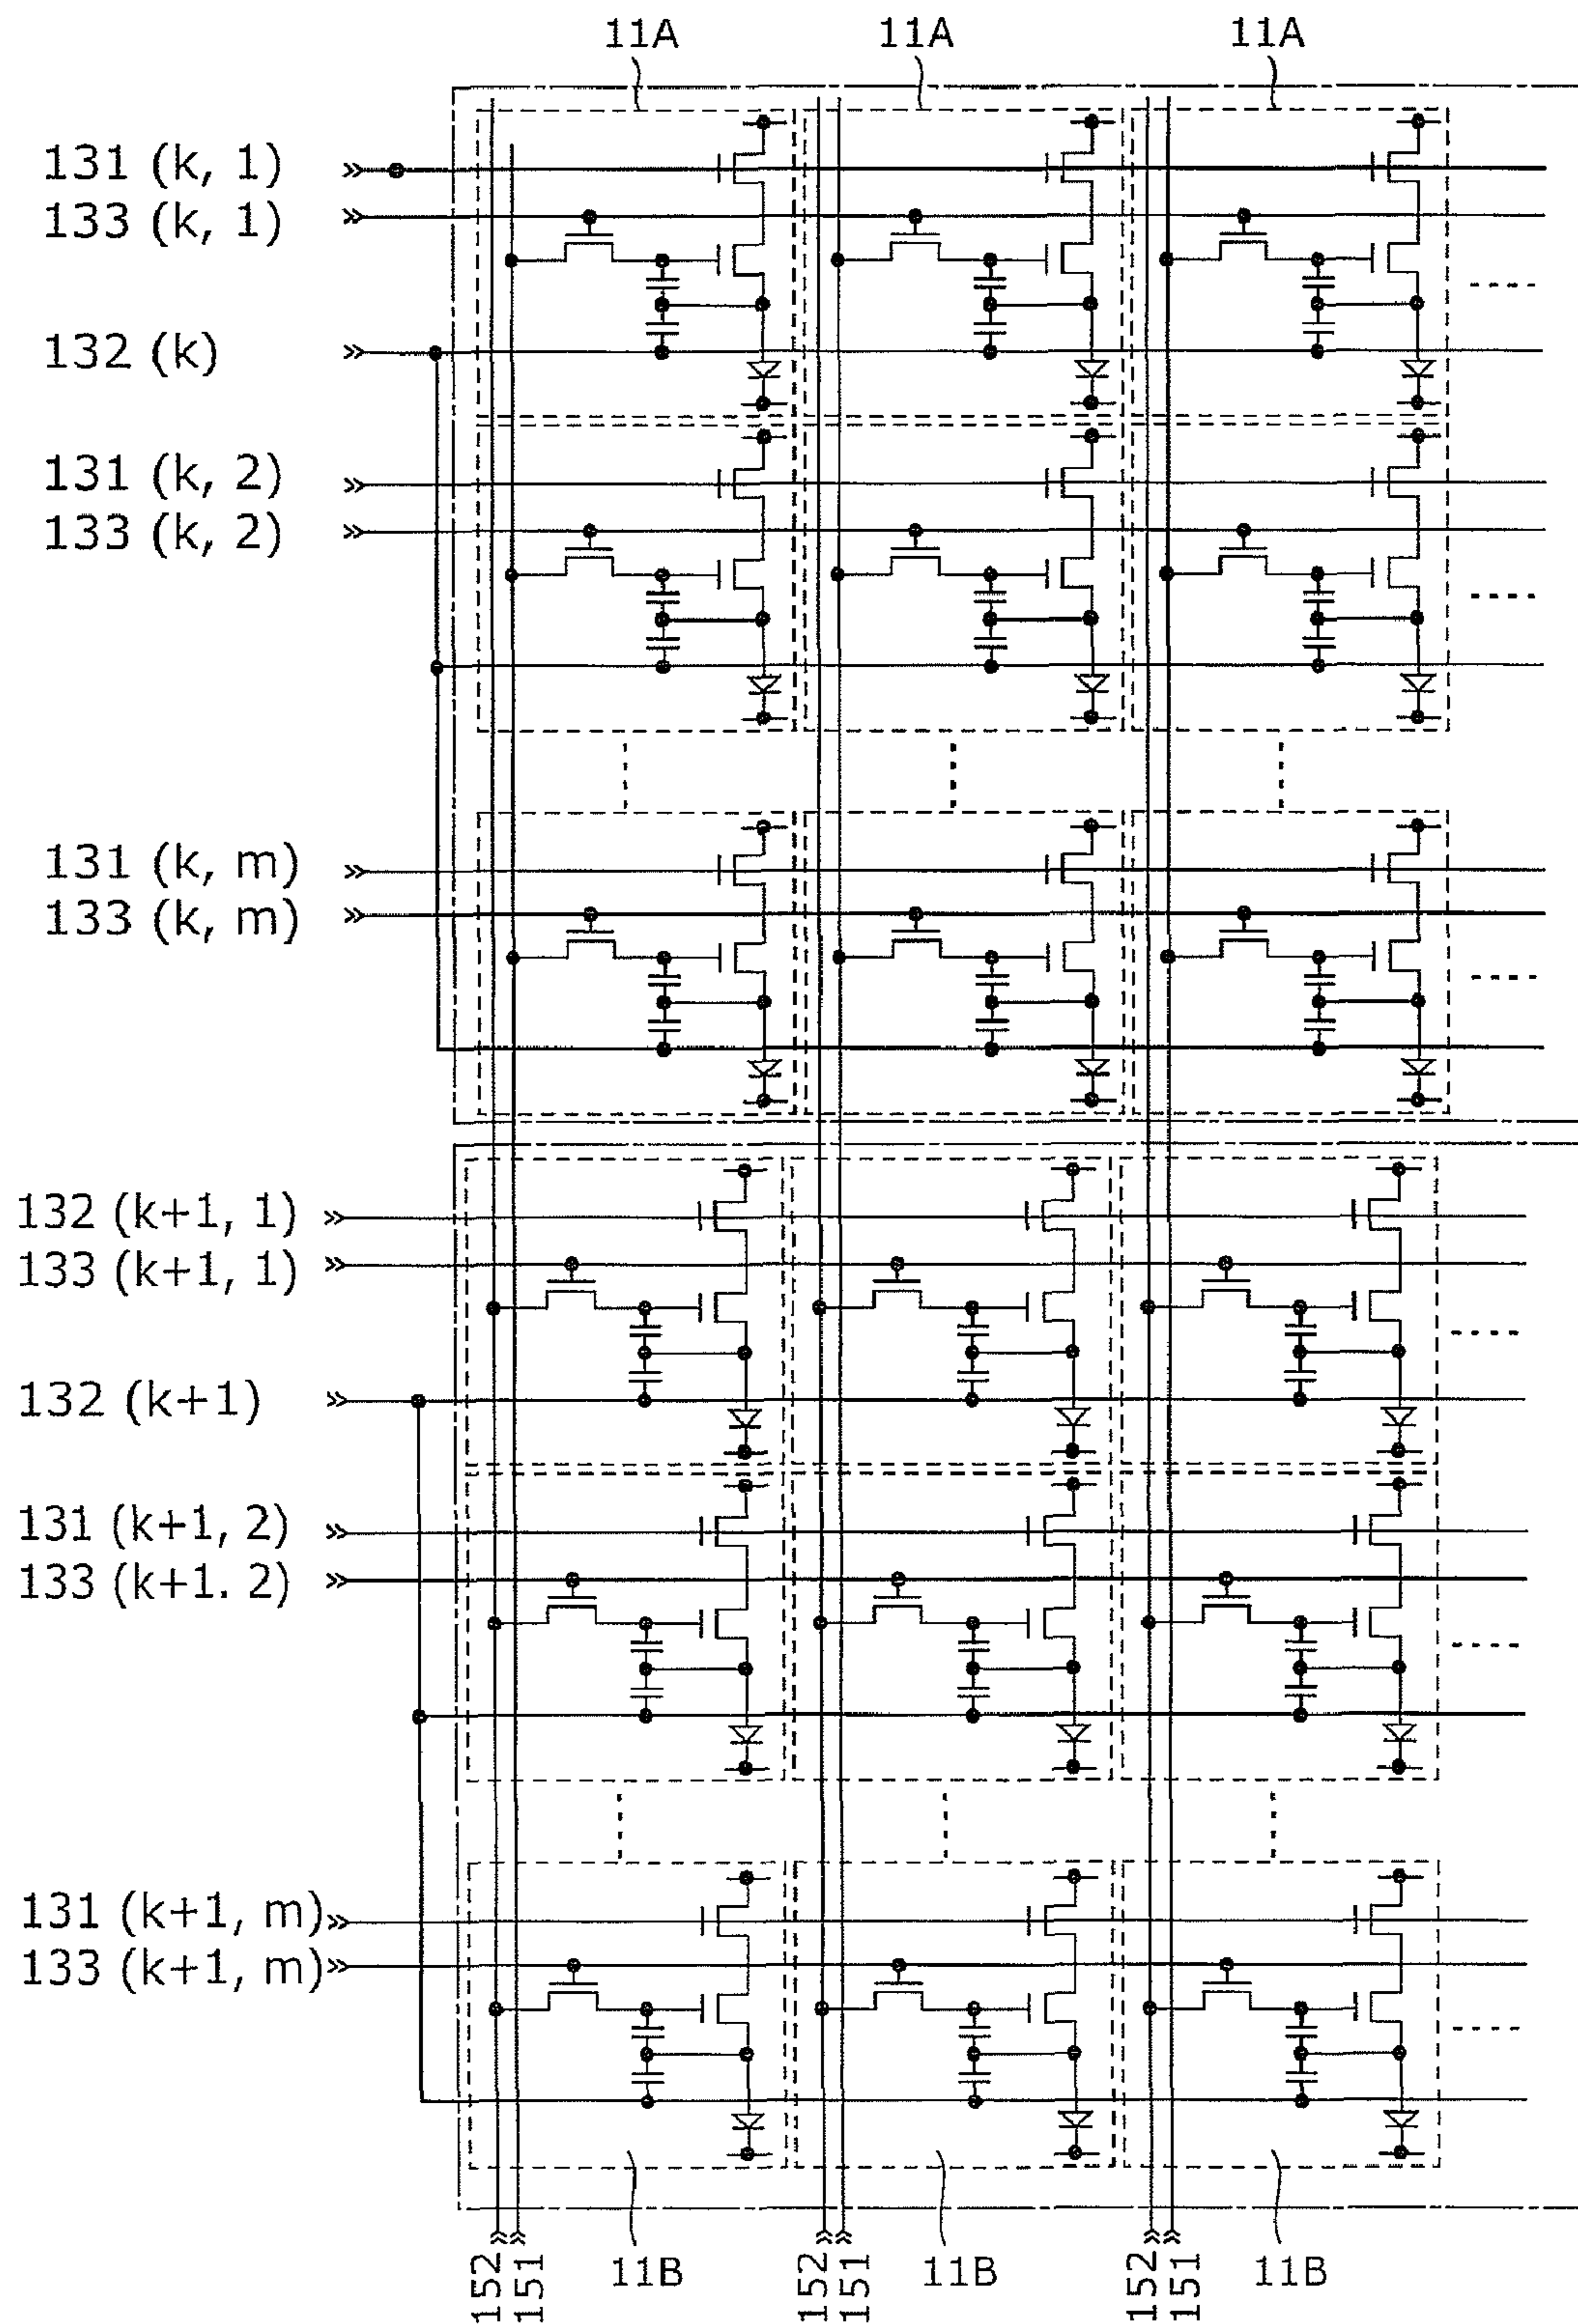 11A 11A 11A
131 (k, 1)
133 (k, 1)
132 (k)
131 (k, 2)
133 (k, 2)
131 (k, m)
133 (k, m)
132 (k+1, 1)
133 (k+1, 1)
132 (k+1)
131 (k+1, 2)
133 (k+1. 2)
131 (k+1, m)
133 (k+1, m)
152 151 11B 152 151 11B 152 151 11B